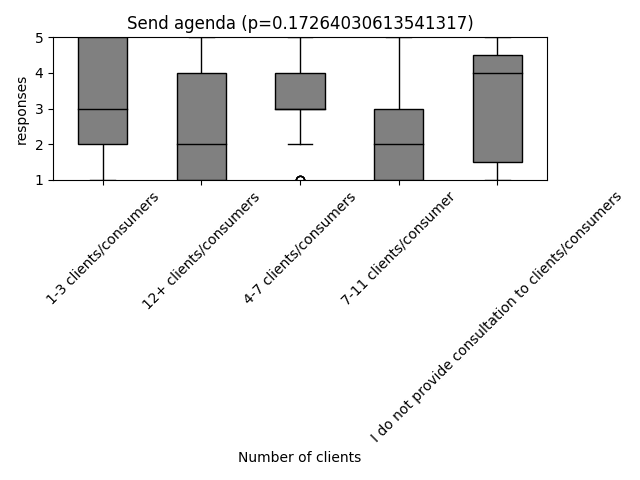 Send agenda (p=0.17264030613541317)
responses
5
4
3
2
1
1-3 clients/consumers
12+ clients/consumers
4-7 clients/consumers
7-11 clients/consumer
I do not provide consultation to clients/consumers
Number of clients